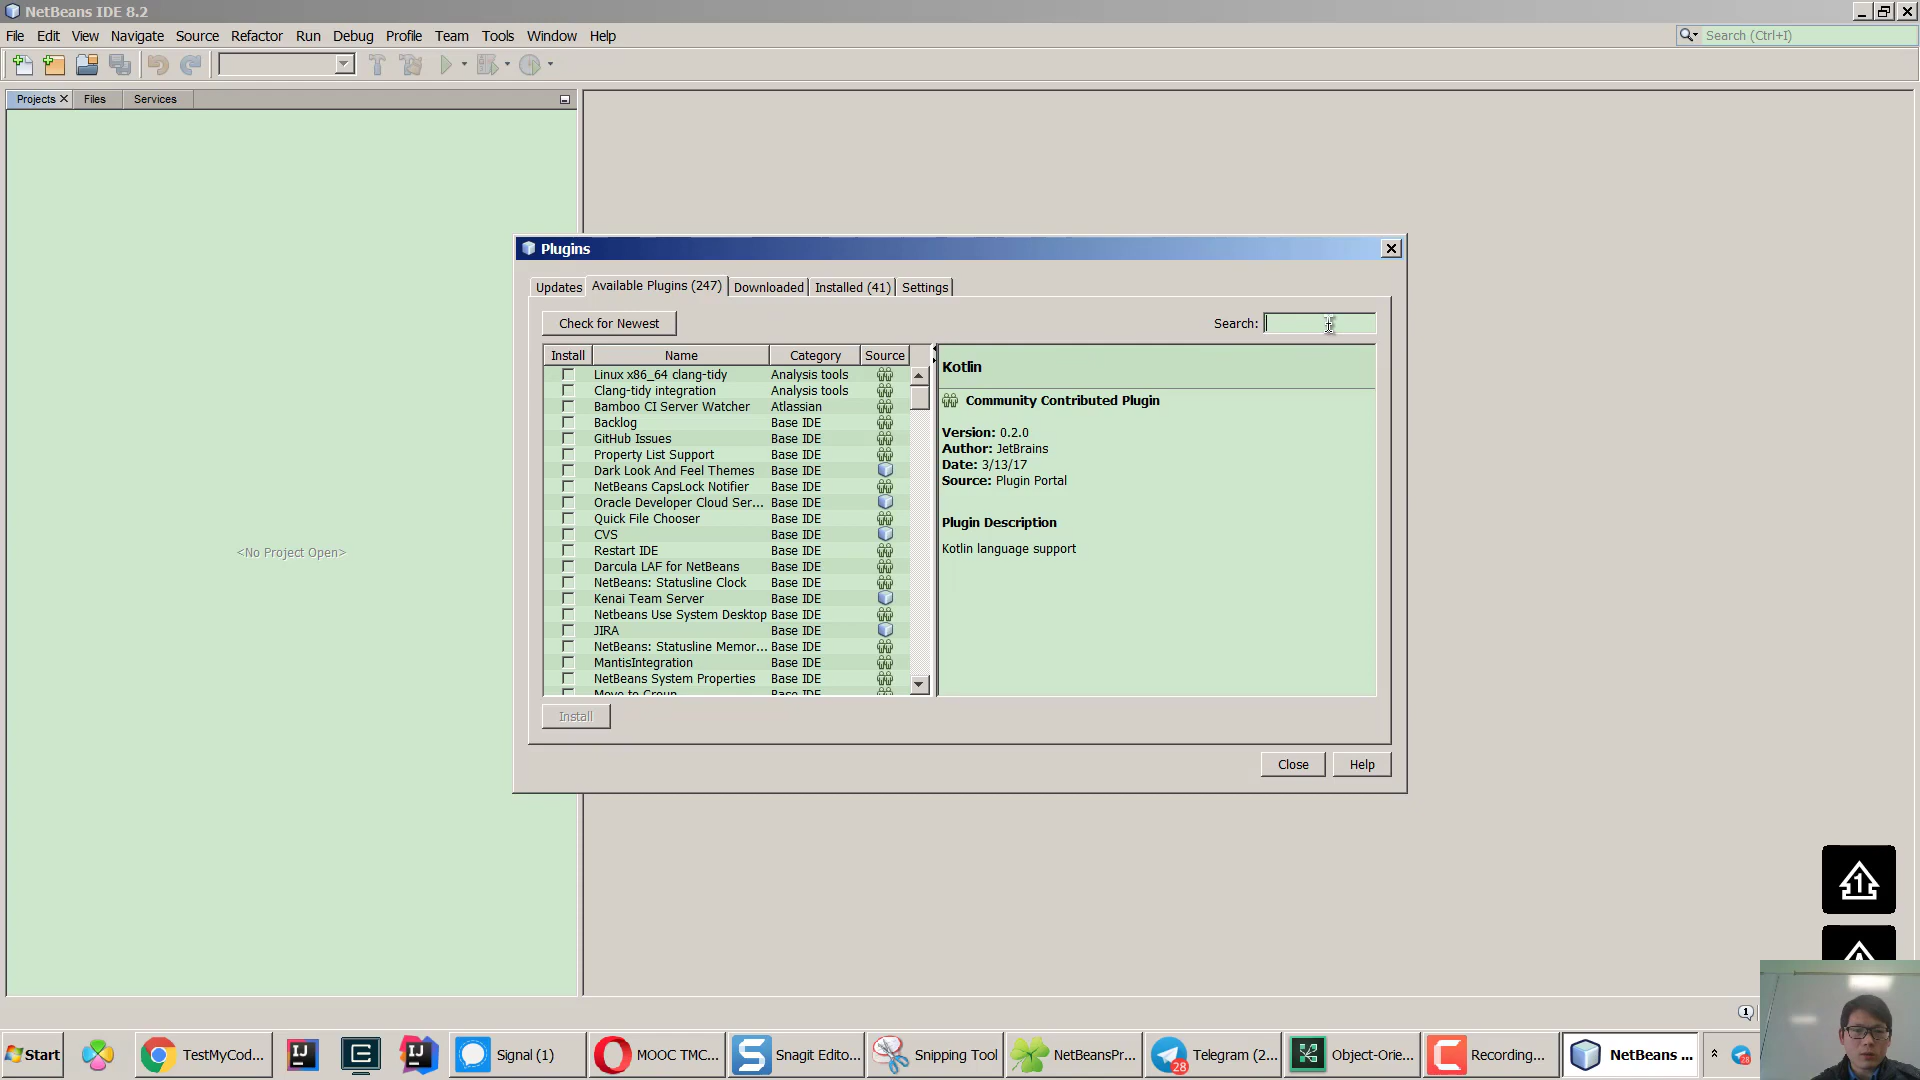 NetBeans IDE 8.2
File Edit View Navigate Source Refactor Run Debug Profile Team Tools Window Help
Search (Ctrl+I)
Projects Files Services
<No Project Open>
Plugins
Updates Available Plugins (247) Downloaded Installed (41) Settings
Check for Newest
Search:
Install Name Category Source
Linux x86_64 clang-tidy Analysis tools
Clang-tidy integration Analysis tools
Bamboo CI Server Watcher Atlassian
Backlog Base IDE
GitHub Issues Base IDE
Property List Support Base IDE
Dark Look And Feel Themes Base IDE
NetBeans CapsLock Notifier Base IDE
Oracle Developer Cloud Ser... Base IDE
Quick File Chooser Base IDE
CVS Base IDE
Restart IDE Base IDE
Darcula LAF for NetBeans Base IDE
NetBeans: Statusline Clock Base IDE
Kenai Team Server Base IDE
Netbeans Use System Desktop Base IDE
JIRA Base IDE
NetBeans: Statusline Memor... Base IDE
MantisIntegration Base IDE
NetBeans System Properties Base IDE
Move to Group Base IDE
Kotlin
Community Contributed Plugin
Version: 0.2.0
Author: JetBrains
Date: 3/13/17
Source: Plugin Portal
Plugin Description
Kotlin language support
Install
Close Help
1
1
Start TestMyCod... Signal (1) MOOC TMC... Snagit Edito... Snipping Tool NetBeansPr... Telegram (2... Object-Orie... Recording... NetBeans ...
28